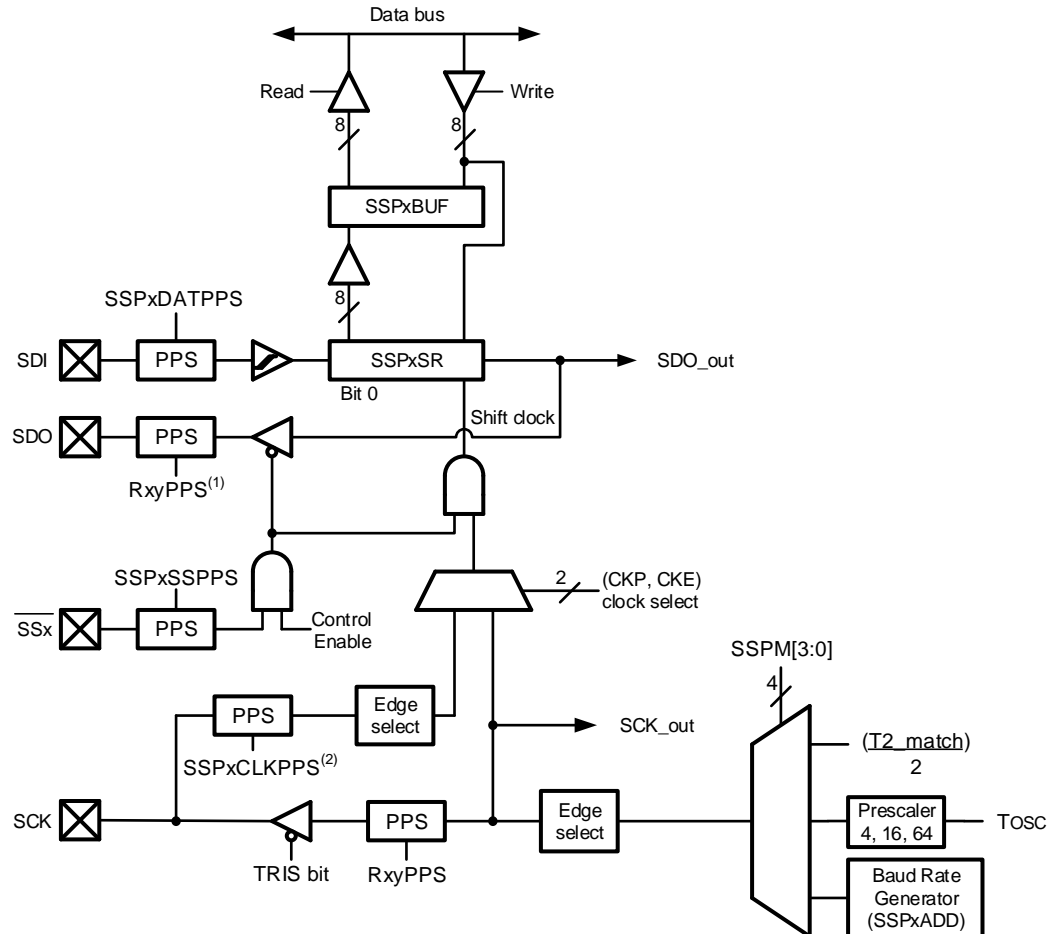 Data bus
Read
Write
8
8
SSPxBUF
8
SSPxDATPPS
SDI
PPS
SSPxSR
SDO_out
Bit 0
Shift clock
SDO
PPS
RxyPPS(1)
SSPxSSPPS
2
(CKP, CKE)
clock select
SSx
PPS
Control
Enable
SSPM[3:0]
4
PPS
Edge
select
SCK_out
(T2_match)
2
SSPxCLKPPS(2)
SCK
PPS
Edge
select
Prescaler
4, 16, 64
TOSC
TRIS bit
RxyPPS
Baud Rate
Generator
(SSPxADD)